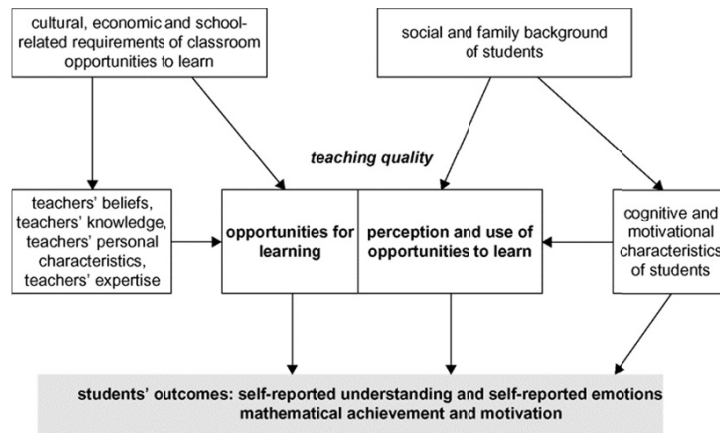 cultural, economic and school-
related requirements of classroom
opportunities to learn
social and family background
of students
teaching quality
teachers' beliefs,
teachers' knowledge,
teachers' personal
characteristics,
teachers' expertise
opportunities for
learning
perception and use of
opportunities to learn
cognitive and
motivational
characteristics
of students
students' outcomes: self-reported understanding and self-reported emotions
mathematical achievement and motivation